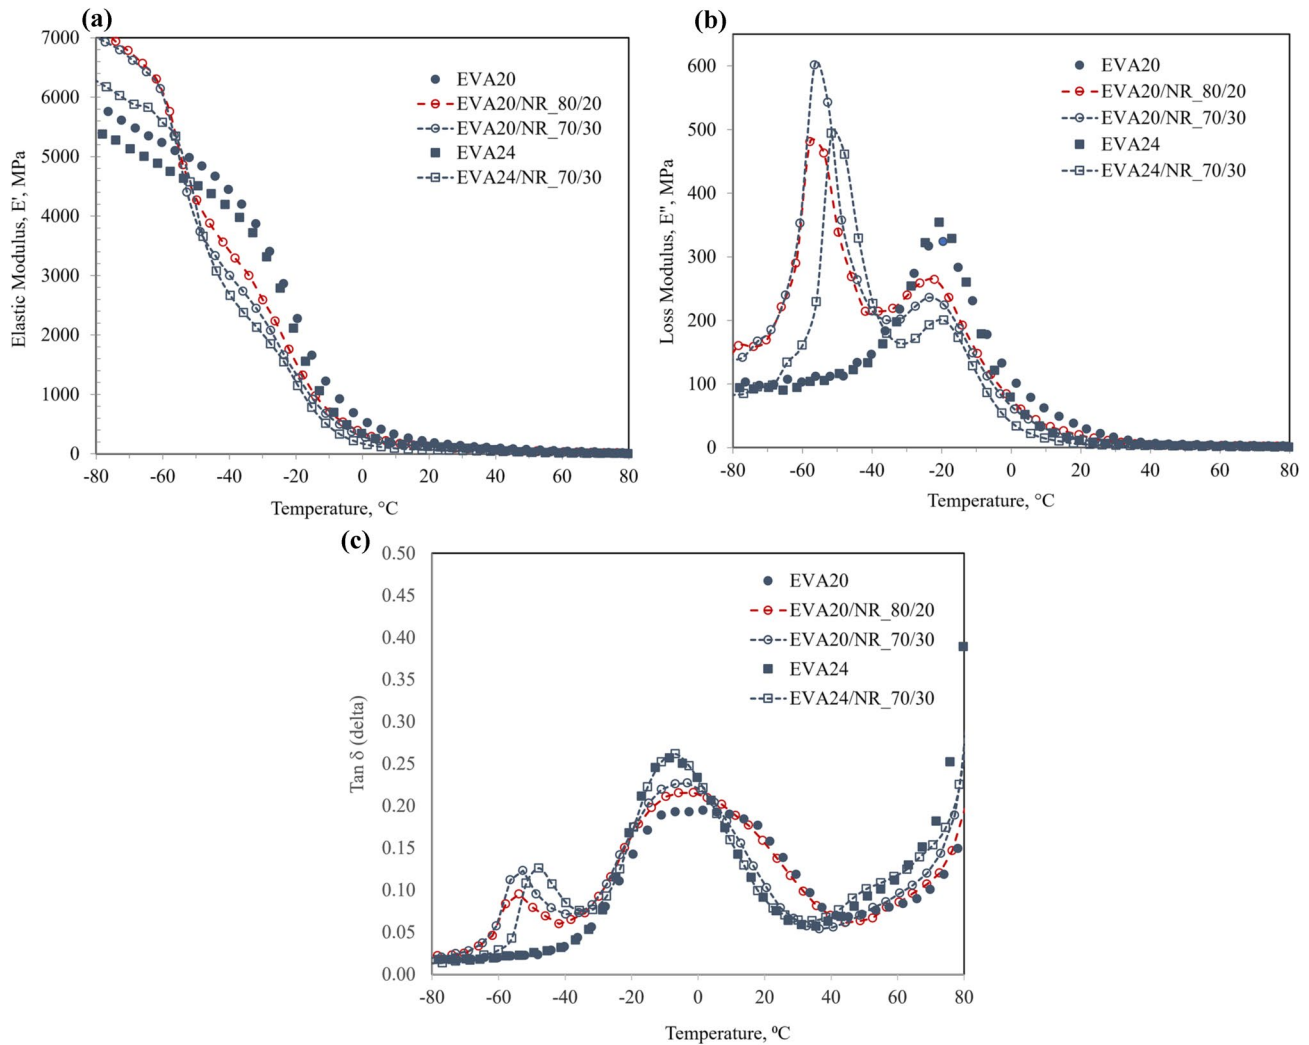 (a)
7000
6000
5000
4000
3000
2000
1000
0
Elastic Modulus, E', MPa
EVA20
EVA20/NR_80/20
EVA20/NR_70/30
EVA24
EVA24/NR_70/30
-80 -60 -40 -20 0 20 40 60 80
Temperature, °C
(b)
600
500
400
300
200
100
0
Loss Modulus, E", MPa
EVA20
EVA20/NR_80/20
EVA20/NR_70/30
EVA24
EVA24/NR_70/30
-80 -60 -40 -20 0 20 40 60 80
Temperature, °C
(c)
0.50
0.45
0.40
0.35
0.30
0.25
0.20
0.15
0.10
0.05
0.00
Tan δ (delta)
EVA20
EVA20/NR_80/20
EVA20/NR_70/30
EVA24
EVA24/NR_70/30
-80 -60 -40 -20 0 20 40 60 80
Temperature, ⁰C